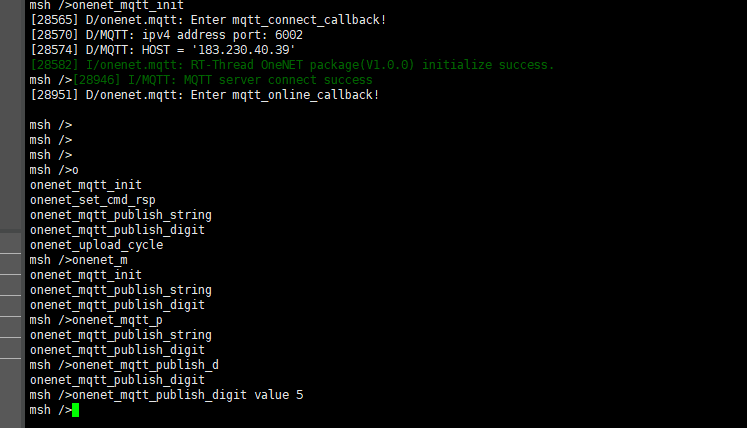 msh />onenet_mqtt_init
[28565] D/onenet.mqtt: Enter mqtt_connect_callback!
[28570] D/MQTT: ipv4 address port: 6002
[28574] D/MQTT: HOST = '183.230.40.39'
[28582] I/onenet.mqtt: RT-Thread OneNET package(V1.0.0) initialize success.
msh />[28946] I/MQTT: MQTT server connect success
[28951] D/onenet.mqtt: Enter mqtt_online_callback!
msh />
msh />
msh />
msh />o
onenet_mqtt_init
onenet_set_cmd_rsp
onenet_mqtt_publish_string
onenet_mqtt_publish_digit
onenet_upload_cycle
msh />onenet_m
onenet_mqtt_init
onenet_mqtt_publish_string
onenet_mqtt_publish_digit
msh />onenet_mqtt_p
onenet_mqtt_publish_string
onenet_mqtt_publish_digit
msh />onenet_mqtt_publish_d
onenet_mqtt_publish_digit
msh />onenet_mqtt_publish_digit value 5
msh />